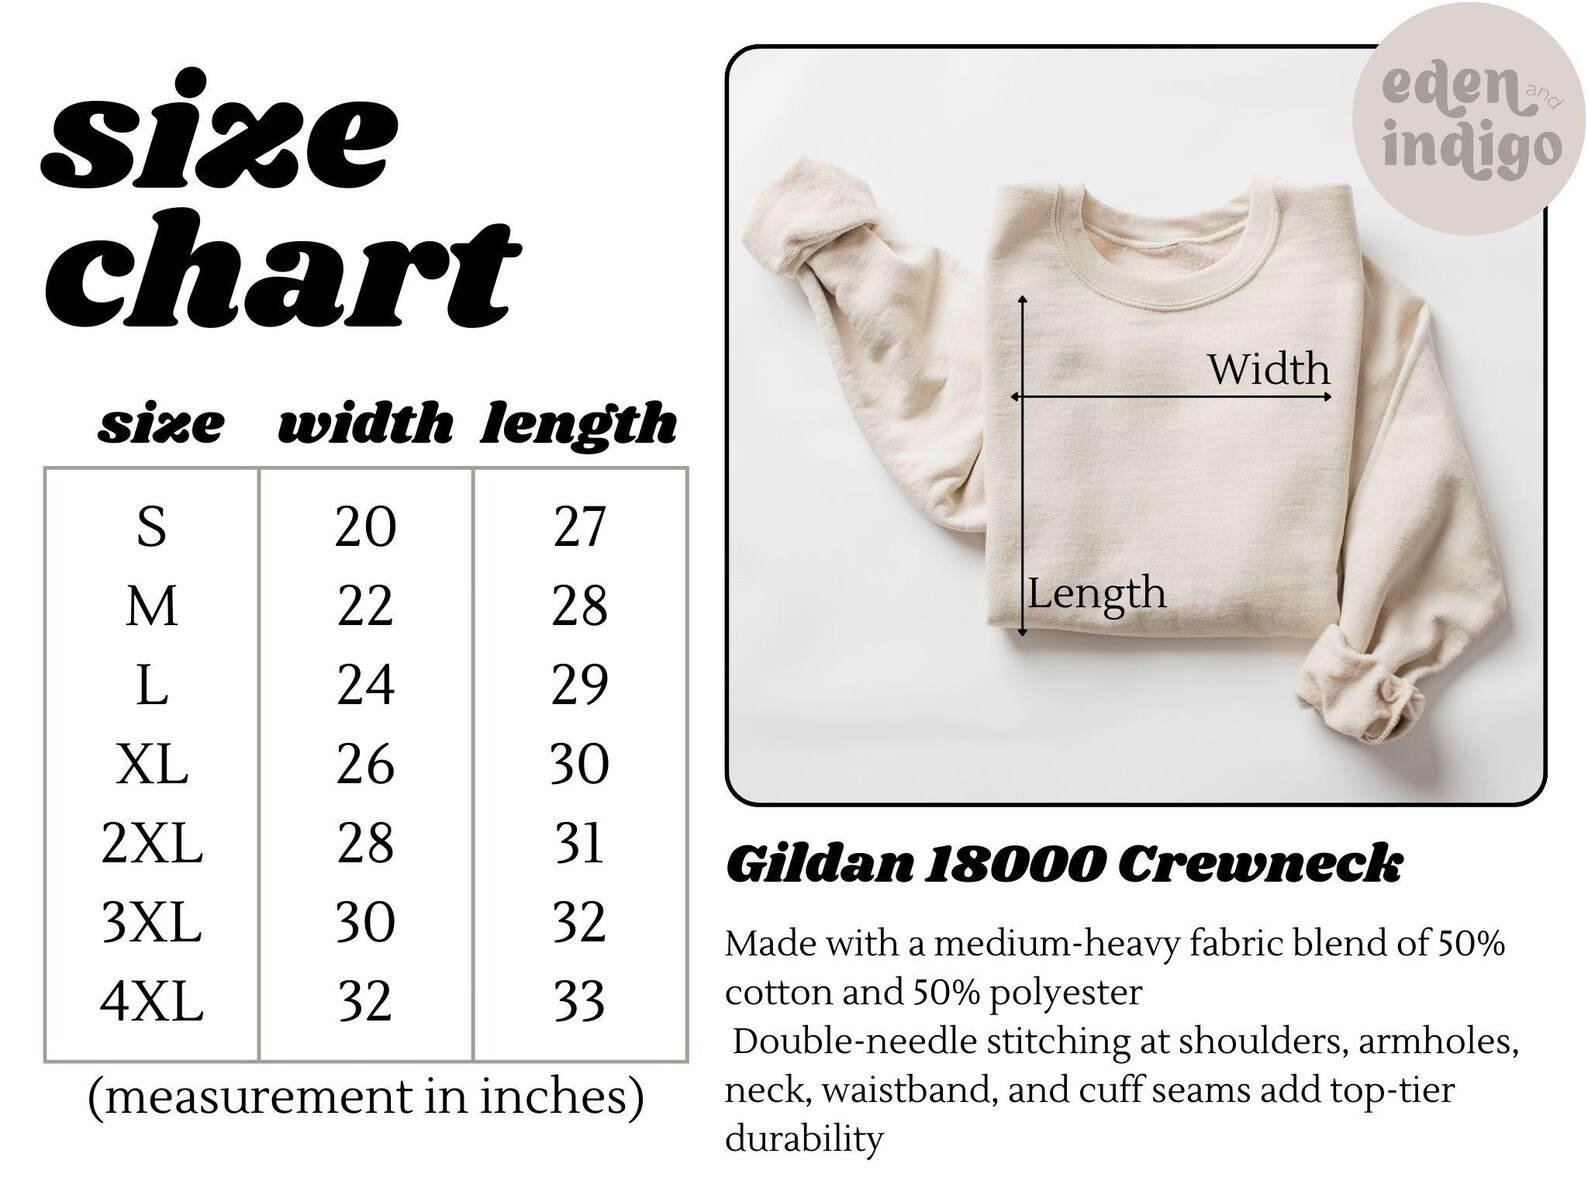 size
chart
size width length
S 20 27
M 22 28
L 24 29
XL 26 30
2XL 28 31
3XL 30 32
4XL 32 33
(measurement in inches)
eden and
indigo
Width
Length
Gildan 18000 Crewneck
Made with a medium-heavy fabric blend of 50%
cotton and 50% polyester
Double-needle stitching at shoulders, armholes,
neck, waistband, and cuff seams add top-tier
durability